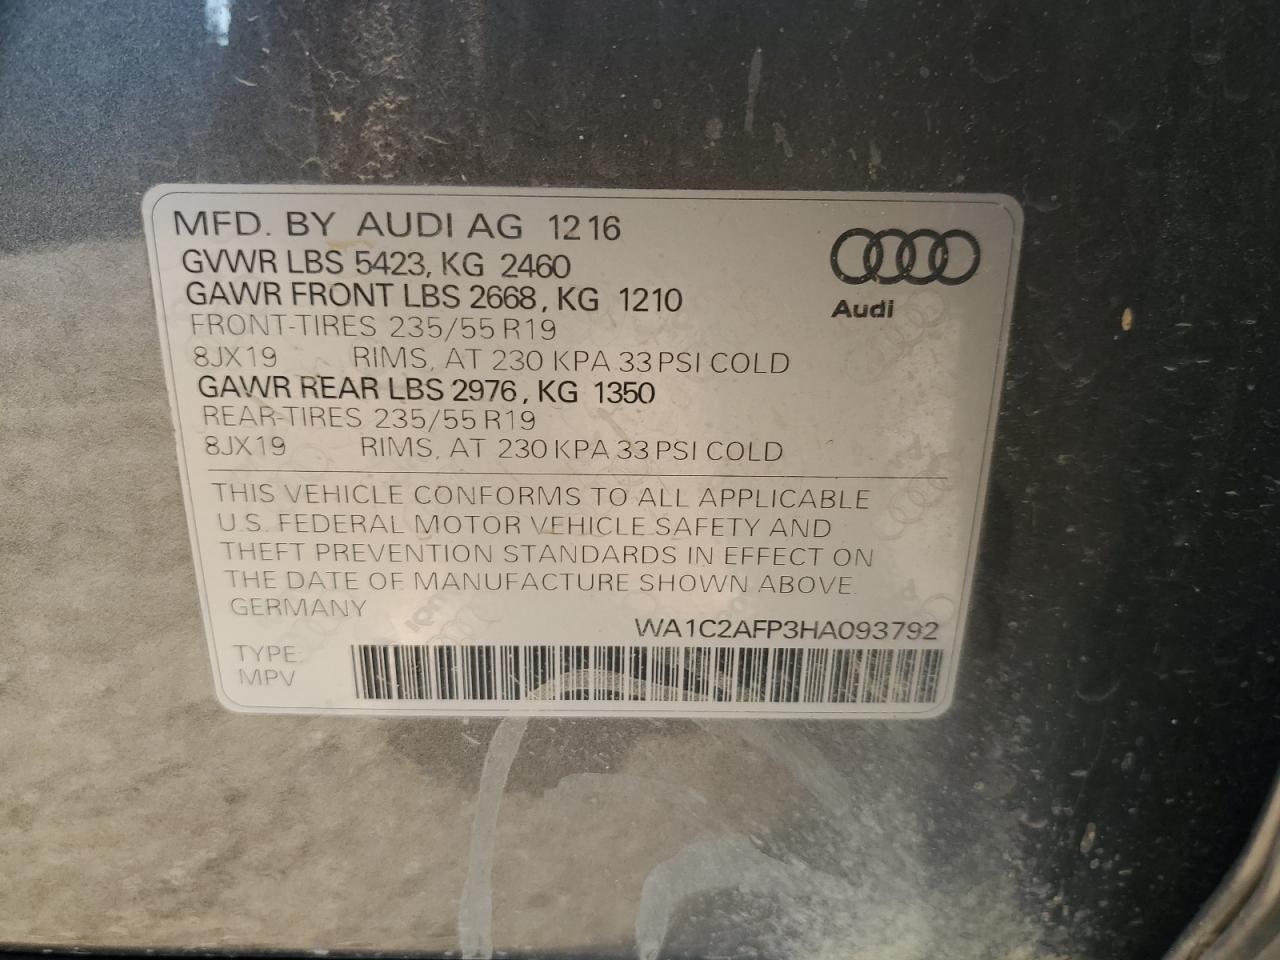 MFD. BY AUDI AG 12 16
GVWR LBS 5423, KG 2460
GAWR FRONT LBS 2668, KG 1210
FRONT-TIRES 235/55 R19
8JX19 RIMS, AT 230 KPA 33 PSI COLD
GAWR REAR LBS 2976, KG 1350
REAR-TIRES 235/55 R19
8JX19 RIMS, AT 230 KPA 33 PSI COLD
Audi
THIS VEHICLE CONFORMS TO ALL APPLICABLE
U.S. FEDERAL MOTOR VEHICLE SAFETY AND
THEFT PREVENTION STANDARDS IN EFFECT ON
THE DATE OF MANUFACTURE SHOWN ABOVE.
GERMANY
WA1C2AFP3HA093792
TYPE:
MPV